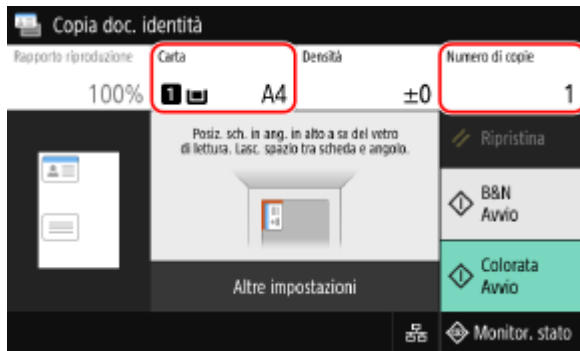 Copia doc. identità
Rapporto riproduzione
100%
Carta
1 A4
Densità
±0
Numero di copie
1
Posiz. sch. in ang. in alto a sx del vetro
di lettura. Lasc. spazio tra scheda e angolo.
Altre impostazioni
Ripristina
B&N
Avvio
Colorata
Avvio
Monitor. stato